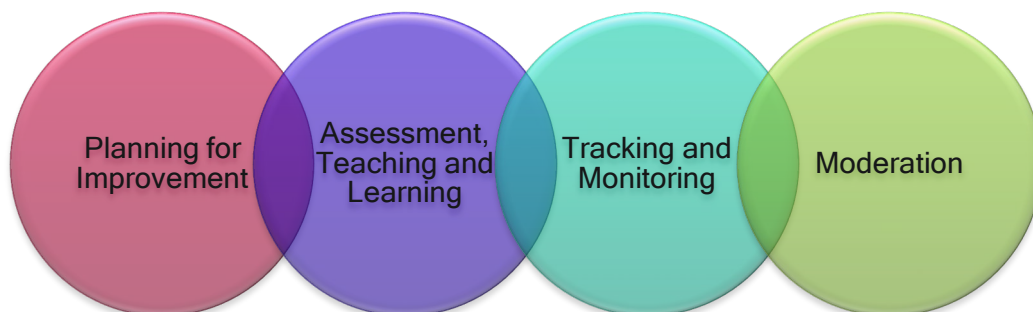 Planning for
Improvement
Assessment,
Teaching and
Learning
Tracking and
Monitoring
Moderation